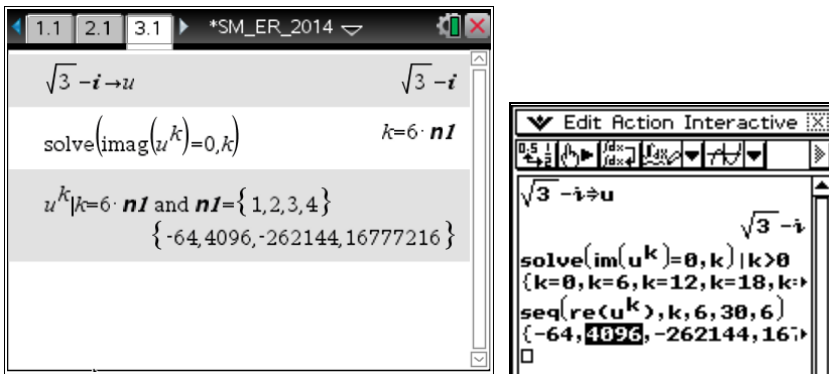 1.1 2.1 3.1 *SM_ER_2014
√3 -i→u √3 -i
solve(imag(u^k)=0,k) k=6·n1
u^k|k=6·n1 and n1={1,2,3,4}
{-64,4096,-262144,16777216}
Edit Action Interactive
√3 -i⇒u
√3 -i
solve(im(u^k)=0,k)|k>0
{k=0,k=6,k=12,k=18,k=
seq(re(u^k),k,6,30,6)
{-64,4096,-262144,167